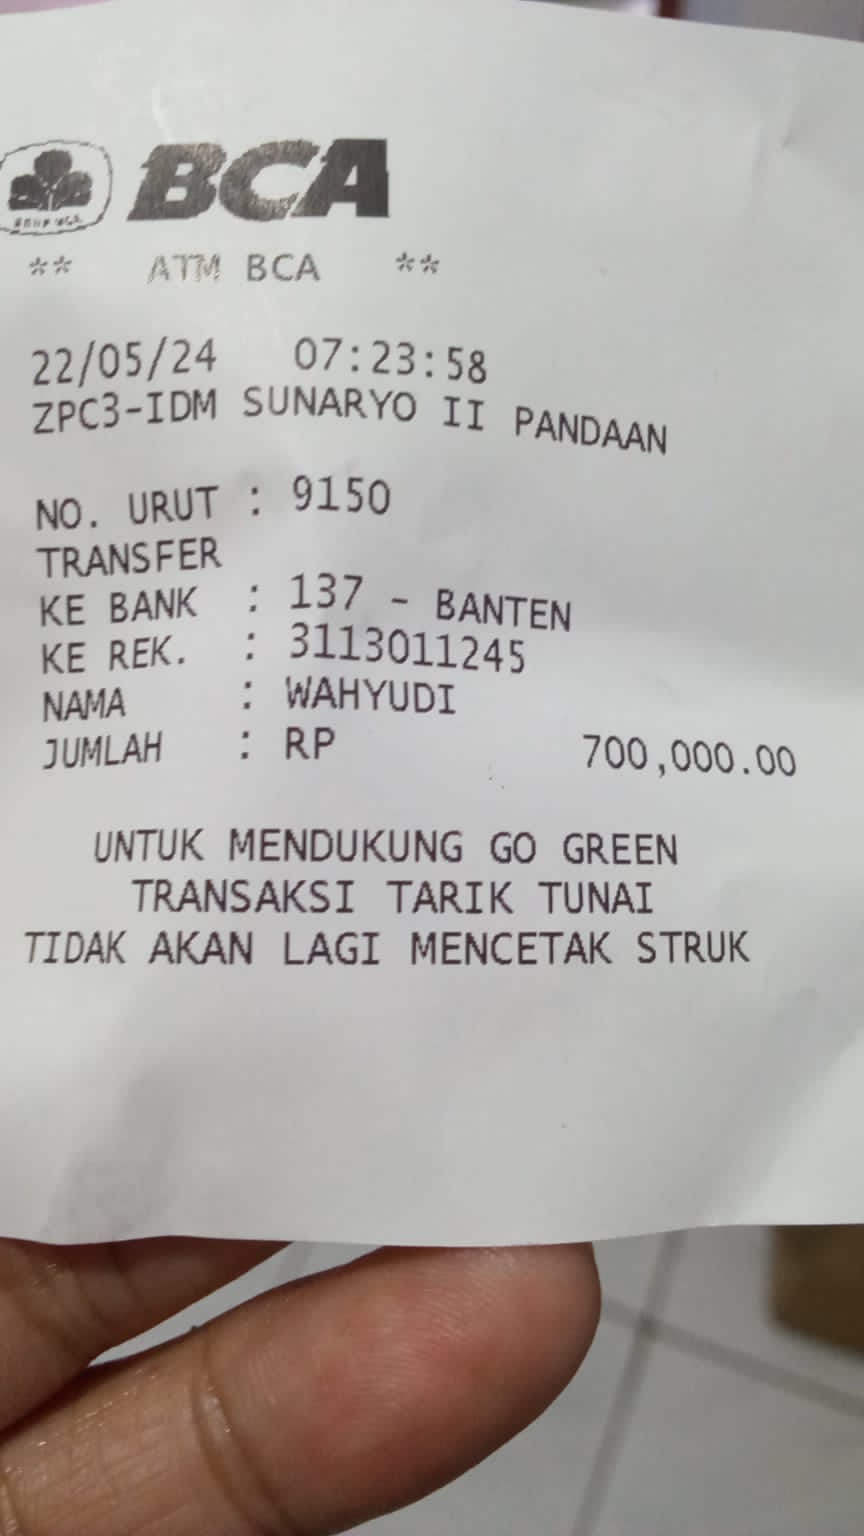 BCA
** ATM BCA **
22/05/24 07:23:58
ZPC3-IDM SUNARYO II PANDAAN
NO. URUT : 9150
TRANSFER
KE BANK : 137 - BANTEN
KE REK. : 3113011245
NAMA : WAHYUDI
JUMLAH : RP 700,000.00
UNTUK MENDUKUNG GO GREEN
TRANSAKSI TARIK TUNAI
TIDAK AKAN LAGI MENCETAK STRUK